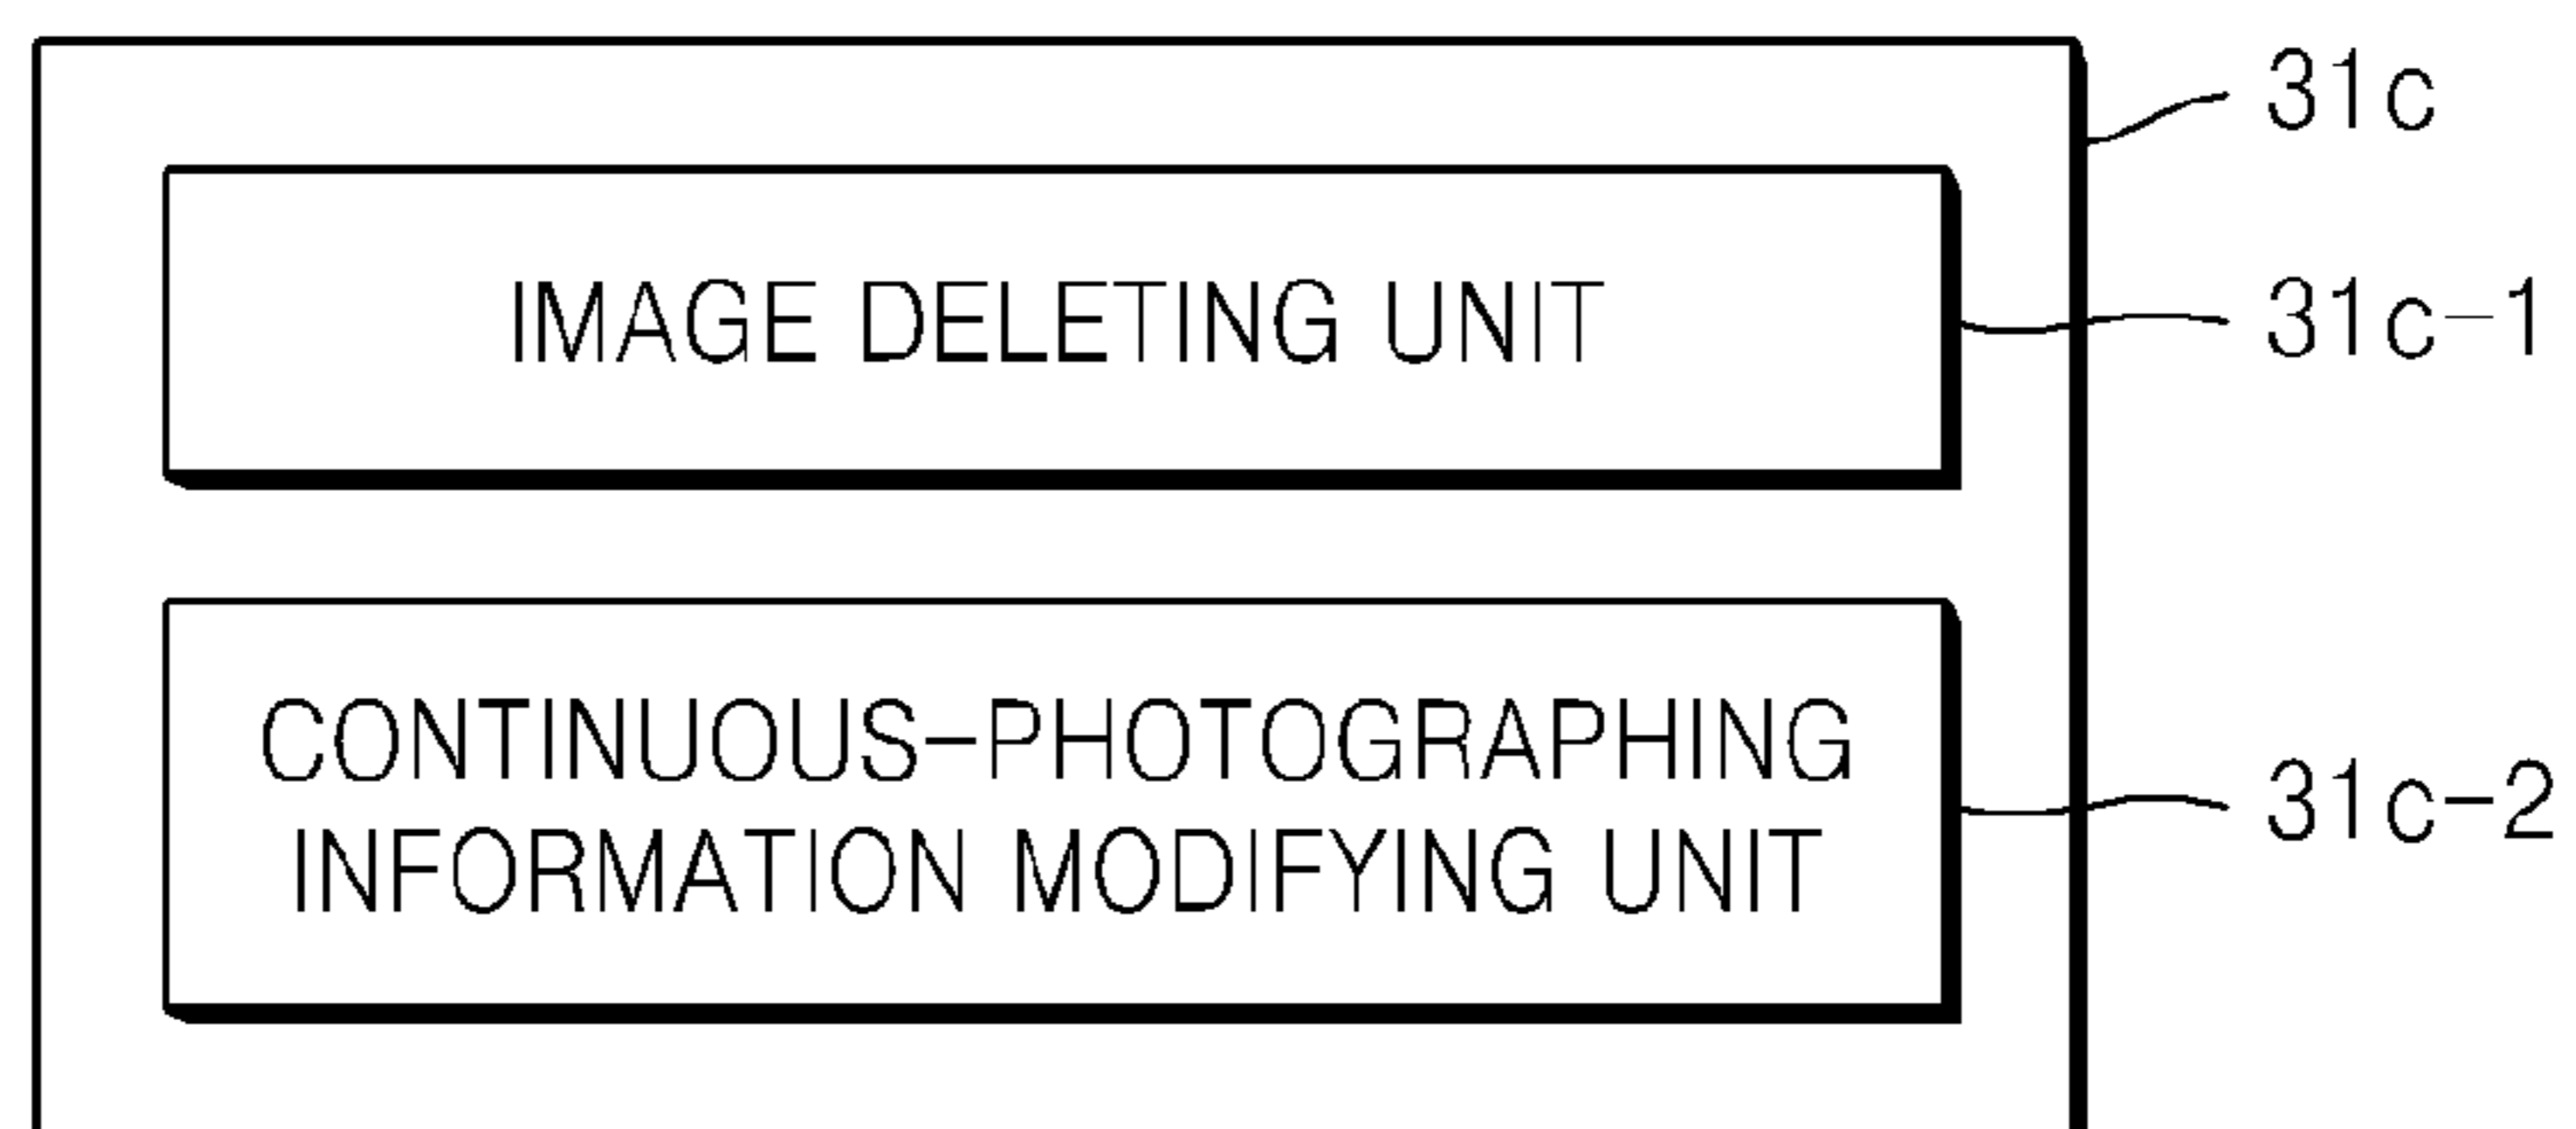 31c
IMAGE DELETING UNIT
31c-1
CONTINUOUS-PHOTOGRAPHING
INFORMATION MODIFYING UNIT
31c-2